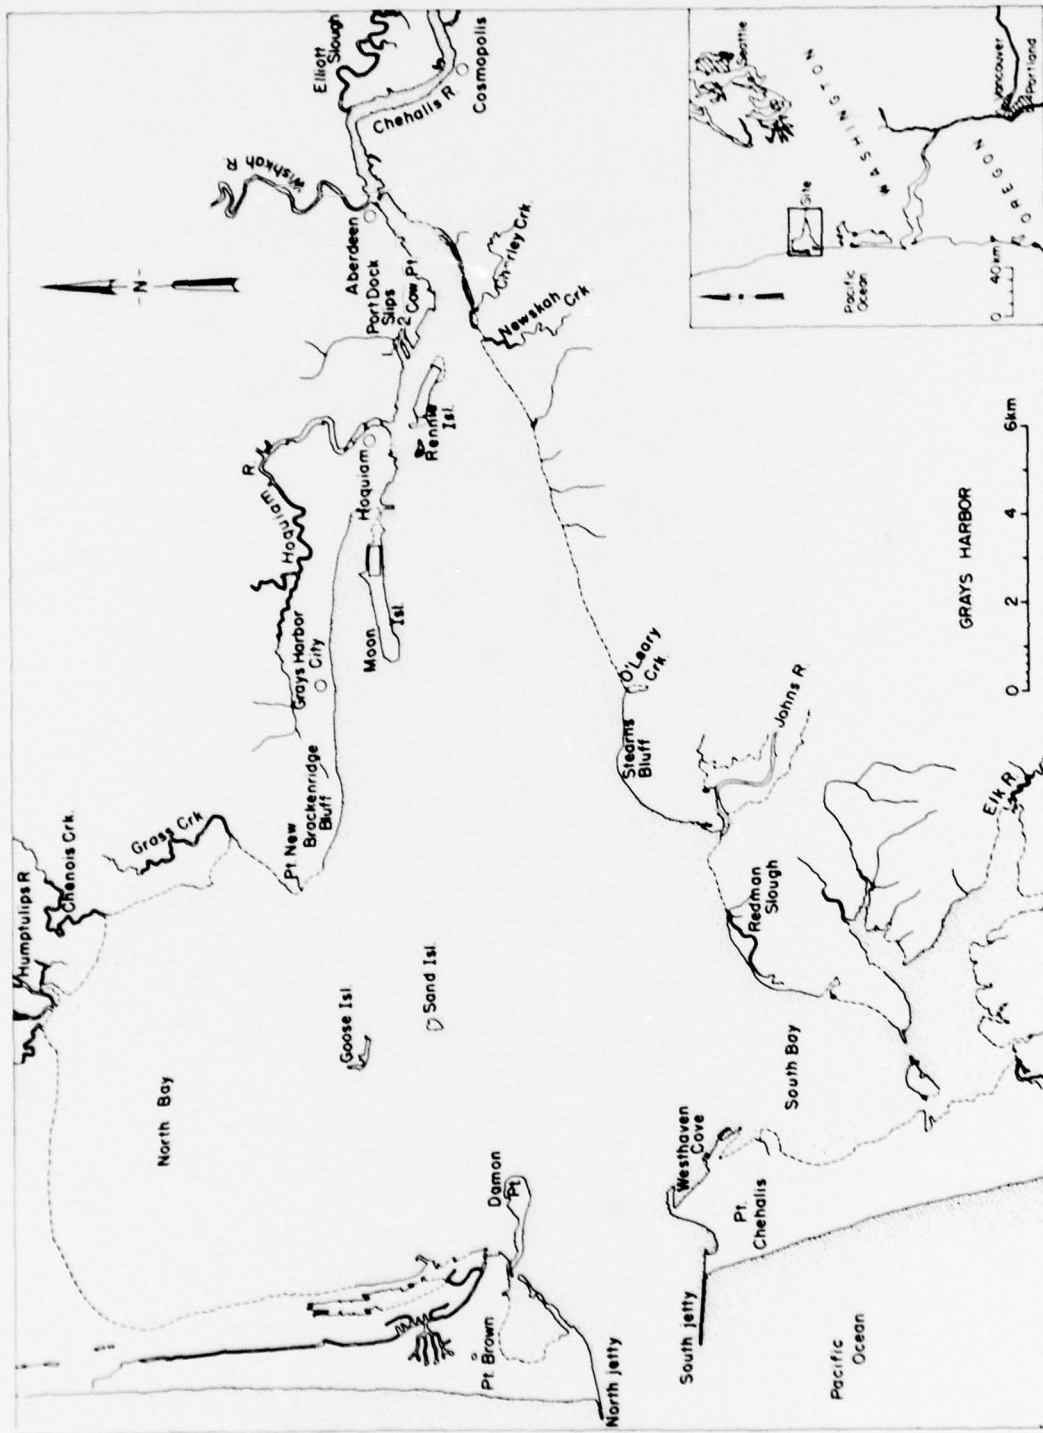 Humptulips R
Chenois Crk.
Grass Crk
North Bay
Goose Isl.
Sand Isl.
Pt. New
Brackenridge
Bluff
Grays Harbor
City
Hoquiam R
Hoquiam
Moon
Isl.
Rennie
Isl.
-N-
Wishkah
R
Aberdeen
Port Dock
Slips
1
2
Cow Pt.
Elliott
Slough
Chehalis R
Cosmopolis
Charley Crk.
Newskah
Crk.
O'Leary
Crk.
Stearns
Bluff
Johns R.
Redman
Slough
Elk R.
South Bay
Westhaven
Cove
Pt.
Chehalis
Damon
Pt
Pt. Brown
North jetty
South jetty
Pacific
Ocean
GRAYS HARBOR
0 2 4 6km
Seattle
WASHINGTON
Site
Vancouver
Portland
OREGON
Pacific
Ocean
0 40km